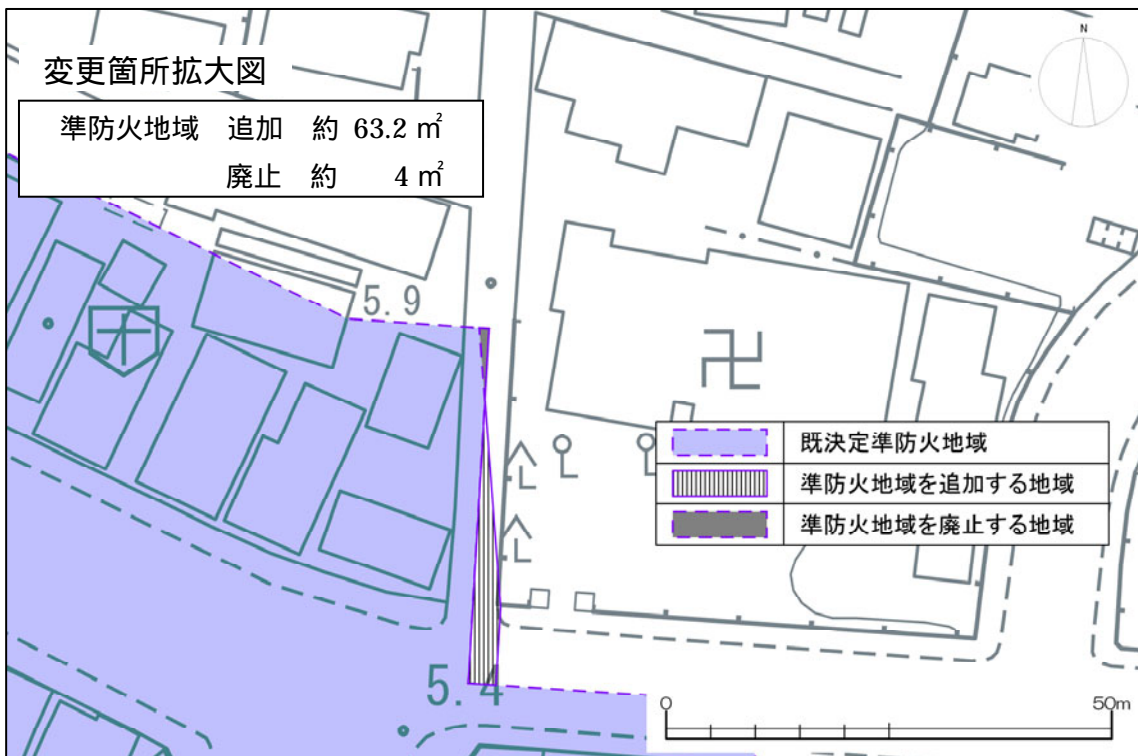 変更箇所拡大図
準防火地域 追加 約 63.2 ㎡
廃止 約 4 ㎡
N
5.9
卍
既決定準防火地域
準防火地域を追加する地域
準防火地域を廃止する地域
5.4
0 50m